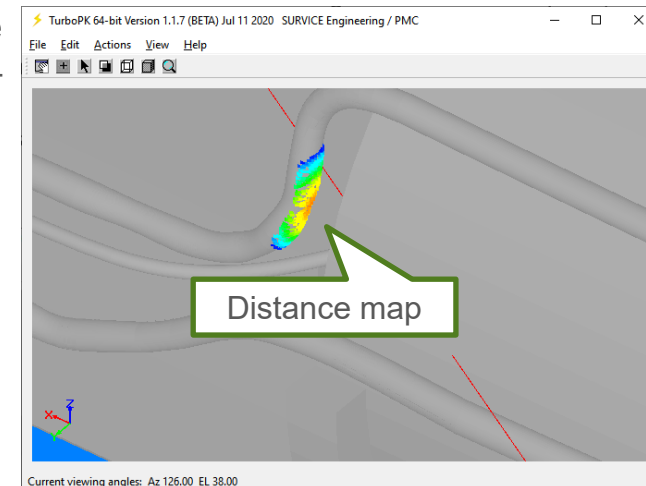 TurboPK 64-bit Version 1.1.7 (BETA) Jul 11 2020 SURVICE Engineering / PMC
File Edit Actions View Help
Distance map
Z
X
Y
Current viewing angles: Az 126.00 EL 38.00